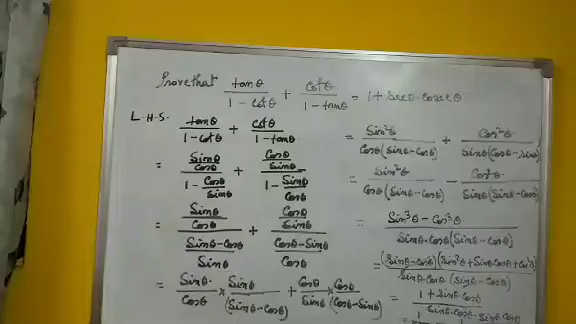 Prove that tanθ/(1-cotθ) + cotθ/(1-tanθ) = 1+secθ.cosecθ
L.H.S. tanθ/(1-cotθ) + cotθ/(1-tanθ)
= (Sinθ/Cosθ)/(1-Cosθ/Sinθ) + (Cosθ/Sinθ)/(1-Sinθ/Cosθ)
= (Sinθ/Cosθ)/((Sinθ-Cosθ)/Sinθ) + (Cosθ/Sinθ)/((Cosθ-Sinθ)/Cosθ)
= Sinθ/Cosθ × Sinθ/(Sinθ-Cosθ) + Cosθ/Sinθ × Cosθ/(Cosθ-Sinθ)
= Sin²θ/Cosθ(Sinθ-Cosθ) + Cos²θ/Sinθ(Cosθ-Sinθ)
= Sin²θ/Cosθ(Sinθ-Cosθ) - Cos²θ/Sinθ(Sinθ-Cosθ)
= (Sin³θ-Cos³θ)/Sinθ.Cosθ(Sinθ-Cosθ)
= (Sinθ-Cosθ)(Sin²θ+Sinθ.Cosθ+Cos²θ)/Sinθ.Cosθ(Sinθ-Cosθ)
= (1+Sinθ.Cosθ)/Sinθ.Cosθ